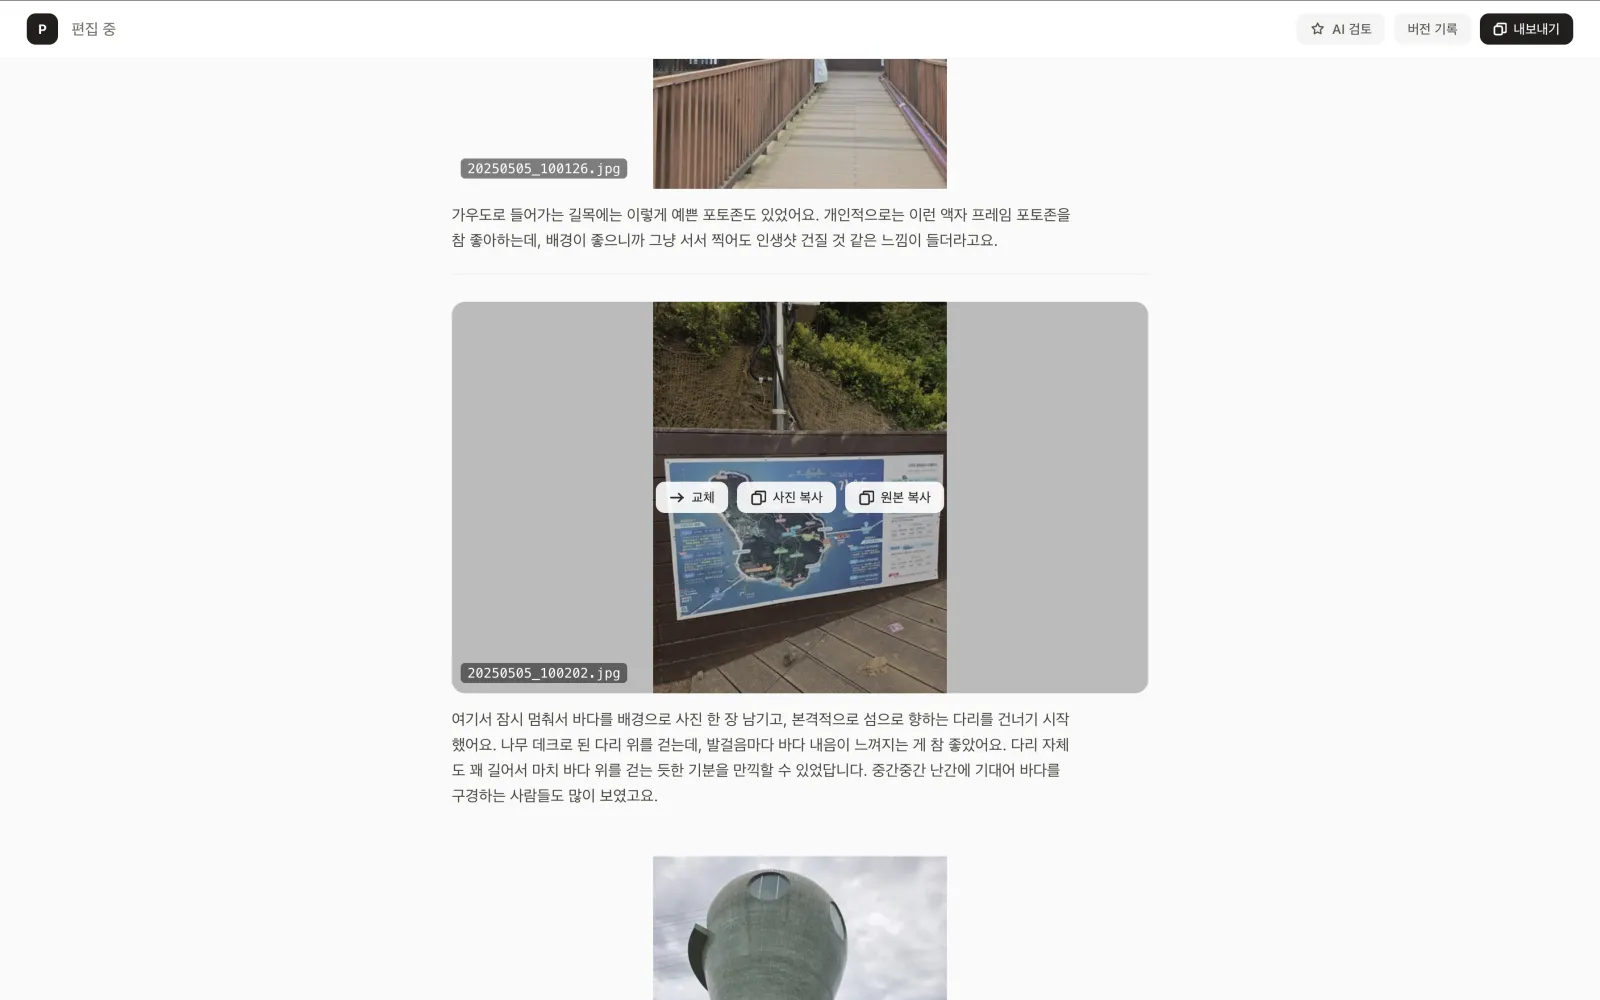 P 편집 중
AI 검토
버전 기록
내보내기
20250505_100126.jpg
가우도로 들어가는 길목에는 이렇게 예쁜 포토존도 있었어요. 개인적으로는 이런 액자 프레임 포토존을
참 좋아하는데, 배경이 좋으니까 그냥 서서 찍어도 인생샷 건질 것 같은 느낌이 들더라고요.
교체
사진 복사
원본 복사
20250505_100202.jpg
여기서 잠시 멈춰서 바다를 배경으로 사진 한 장 남기고, 본격적으로 섬으로 향하는 다리를 건너기 시작
했어요. 나무 데크로 된 다리 위를 걷는데, 발걸음마다 바다 내음이 느껴지는 게 참 좋았어요. 다리 자체
도 꽤 길어서 마치 바다 위를 걷는 듯한 기분을 만끽할 수 있었답니다. 중간중간 난간에 기대어 바다를
구경하는 사람들도 많이 보였고요.